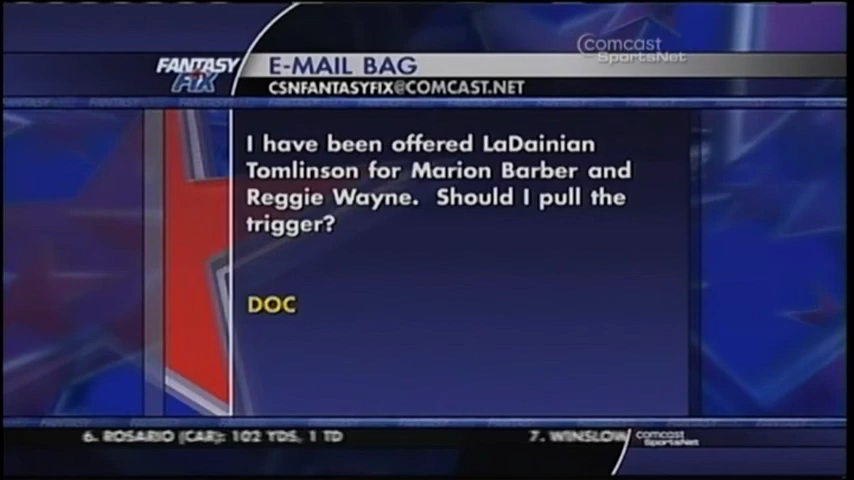 comcast
SportsNet
FANTASY
FIX
E-MAIL BAG
CSNFANTASYFIX@COMCAST.NET
I have been offered LaDainian
Tomlinson for Marion Barber and
Reggie Wayne.  Should I pull the
trigger?
DOC
6. ROSARIO (CAR): 102 YDS, 1 TD
7. WINSLOW
comcast
SportsNet